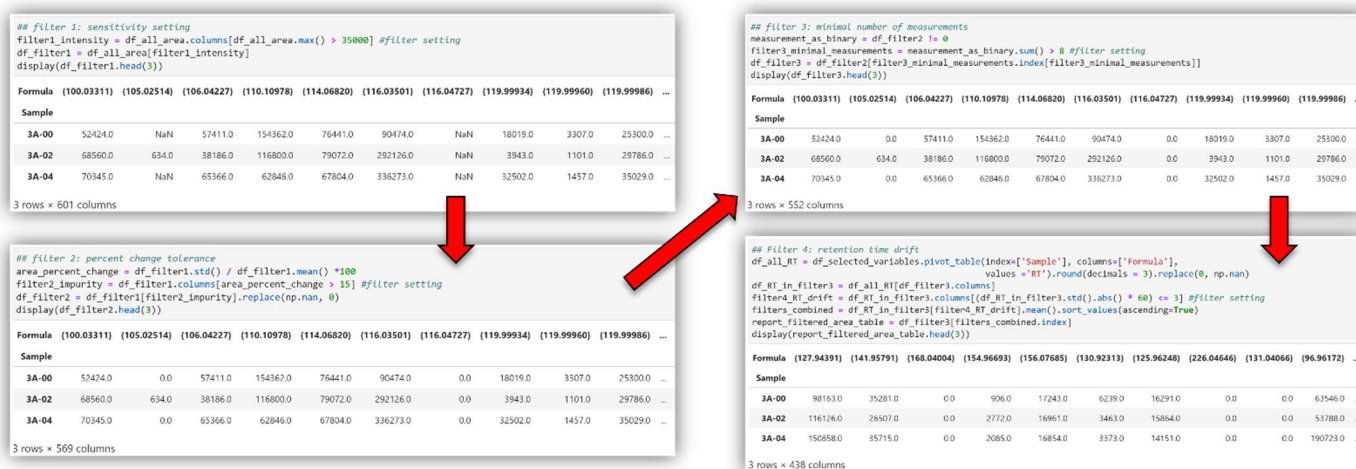 ## filter 1: sensitivity setting
filter1_intensity = df_all_area.columns[df_all_area.max() > 35000] #filter setting
df_filter1 = df_all_area[filter1_intensity]
display(df_filter1.head(3))
Formula (100.03311) (105.02514) (106.04227) (110.10978) (114.06820) (116.03501) (116.04727) (119.99934) (119.99960) (119.99986) ...
Sample
3A-00 52424.0 NaN 57411.0 154362.0 76441.0 90474.0 NaN 18019.0 3307.0 25300.0 ...
3A-02 68560.0 634.0 38186.0 116800.0 79072.0 292126.0 NaN 3943.0 1101.0 29786.0 ...
3A-04 70345.0 NaN 65366.0 62846.0 67804.0 336273.0 NaN 32502.0 1457.0 35029.0 ...
3 rows × 601 columns
## filter 2: percent change tolerance
area_percent_change = df_filter1.std() / df_filter1.mean() *100
filter2_impurity = df_filter1.columns[area_percent_change > 15] #filter setting
df_filter2 = df_filter1[filter2_impurity].replace(np.nan, 0)
display(df_filter2.head(3))
Formula (100.03311) (105.02514) (106.04227) (110.10978) (114.06820) (116.03501) (116.04727) (119.99934) (119.99960) (119.99986) ...
Sample
3A-00 52424.0 0.0 57411.0 154362.0 76441.0 90474.0 0.0 18019.0 3307.0 25300.0 ...
3A-02 68560.0 634.0 38186.0 116800.0 79072.0 292126.0 0.0 3943.0 1101.0 29786.0 ...
3A-04 70345.0 0.0 65366.0 62846.0 67804.0 336273.0 0.0 32502.0 1457.0 35029.0 ...
3 rows × 569 columns
## filter 3: minimal number of measurements
measurement_as_binary = df_filter2 != 0
filter3_minimal_measurements = measurement_as_binary.sum() > 8 #filter setting
df_filter3 = df_filter2[filter3_minimal_measurements.index[filter3_minimal_measurements]]
display(df_filter3.head(3))
Formula (100.03311) (105.02514) (106.04227) (110.10978) (114.06820) (116.03501) (116.04727) (119.99934) (119.99960) (119.99986) .
Sample
3A-00 52424.0 0.0 57411.0 154362.0 76441.0 90474.0 0.0 18019.0 3307.0 25300.0
3A-02 68560.0 634.0 38186.0 116800.0 79072.0 292126.0 0.0 3943.0 1101.0 29786.0
3A-04 70345.0 0.0 65366.0 62846.0 67804.0 336273.0 0.0 32502.0 1457.0 35029.0
3 rows × 552 columns
## Filter 4: retention time drift
df_all_RT = df_selected_variables.pivot_table(index=['Sample'], columns=['Formula'],
values ='RT').round(decimals = 3).replace(0, np.nan)
df_RT_in_filter3 = df_all_RT[df_filter3.columns]
filter4_RT_drift = df_RT_in_filter3.columns[(df_RT_in_filter3.std().abs() * 60) <= 3] #filter setting
filters_combined = df_RT_in_filter3[filter4_RT_drift].mean().sort_values(ascending=True)
report_filtered_area_table = df_filter3[filters_combined.index]
display(report_filtered_area_table.head(3))
Formula (127.94391) (141.95791) (168.04004) (154.96693) (156.07685) (130.92313) (125.96248) (226.04646) (131.04066) (96.96172) .
Sample
3A-00 98163.0 35281.0 0.0 906.0 17243.0 6239.0 16291.0 0.0 0.0 63546.0
3A-02 116126.0 26507.0 0.0 2772.0 16961.0 3463.0 15864.0 0.0 0.0 53788.0
3A-04 150858.0 35715.0 0.0 2085.0 16854.0 3373.0 14151.0 0.0 0.0 190723.0
3 rows × 438 columns